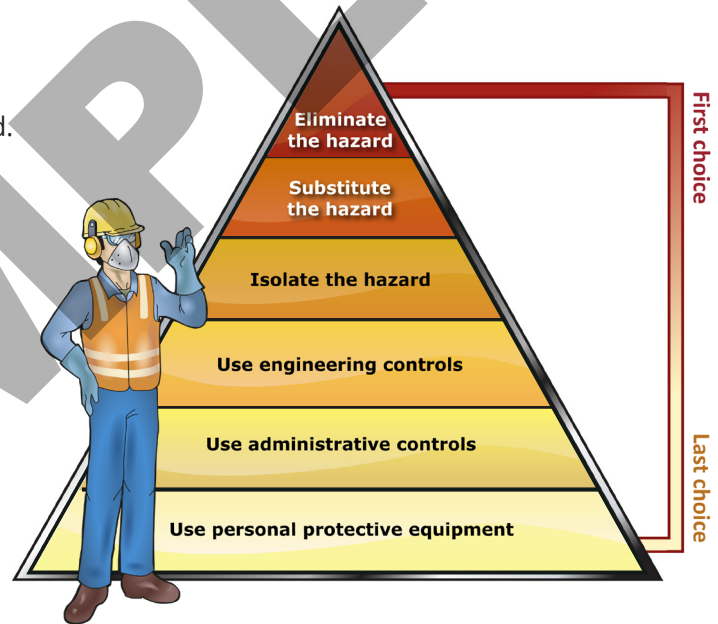 d.
Eliminate
the hazard
Substitute
the hazard
Isolate the hazard
Use engineering controls
Use administrative controls
Use personal protective equipment
First choice
Last choice